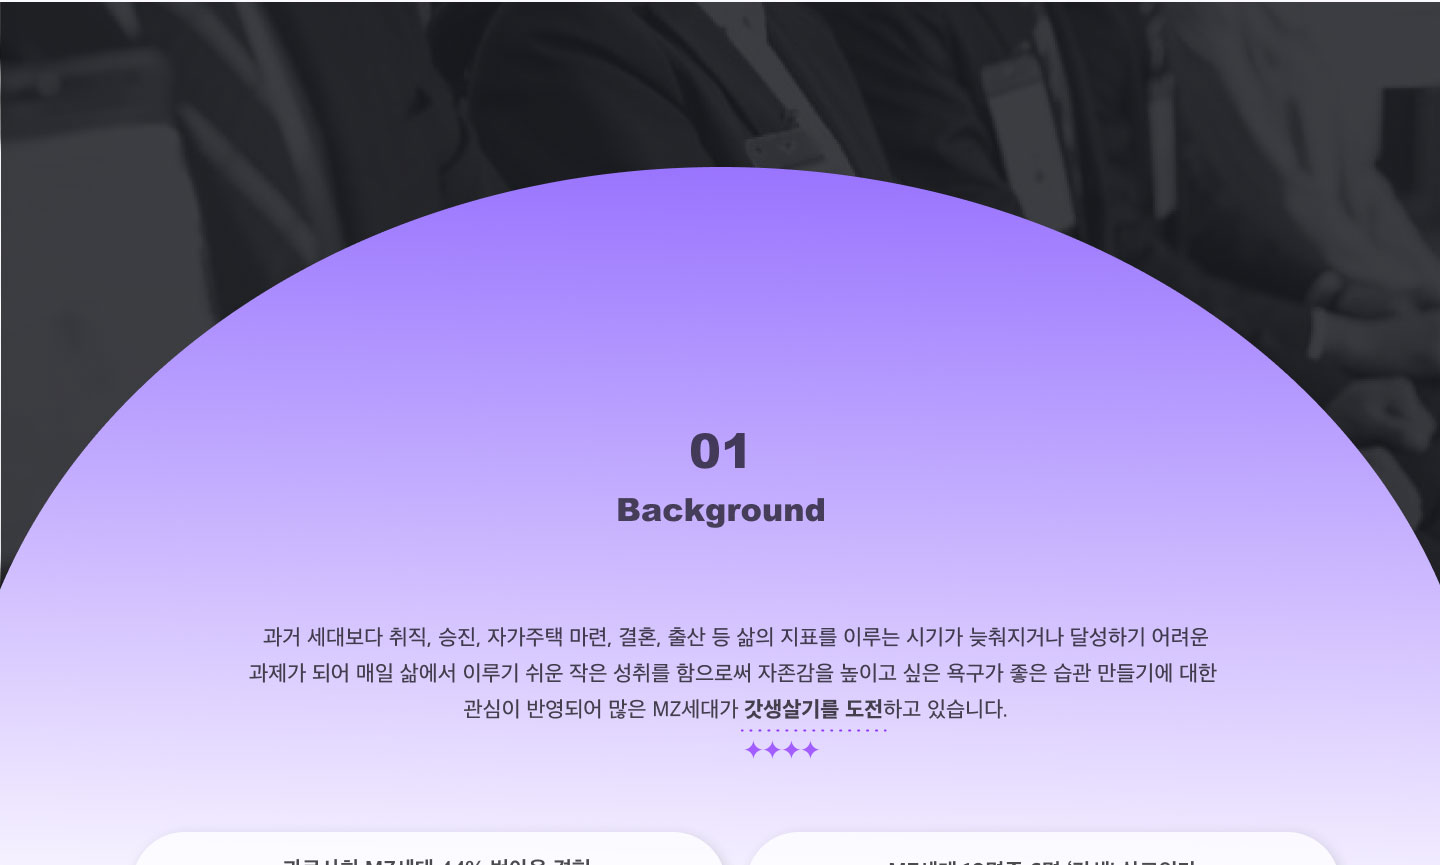 01
Background
과거 세대보다 취직, 승진, 자가주택 마련, 결혼, 출산 등 삶의 지표를 이루는 시기가 늦춰지거나 달성하기 어려운
과제가 되어 매일 삶에서 이루기 쉬운 작은 성취를 함으로써 자존감을 높이고 싶은 욕구가 좋은 습관 만들기에 대한
관심이 반영되어 많은 MZ세대가 갓생살기를 도전하고 있습니다.